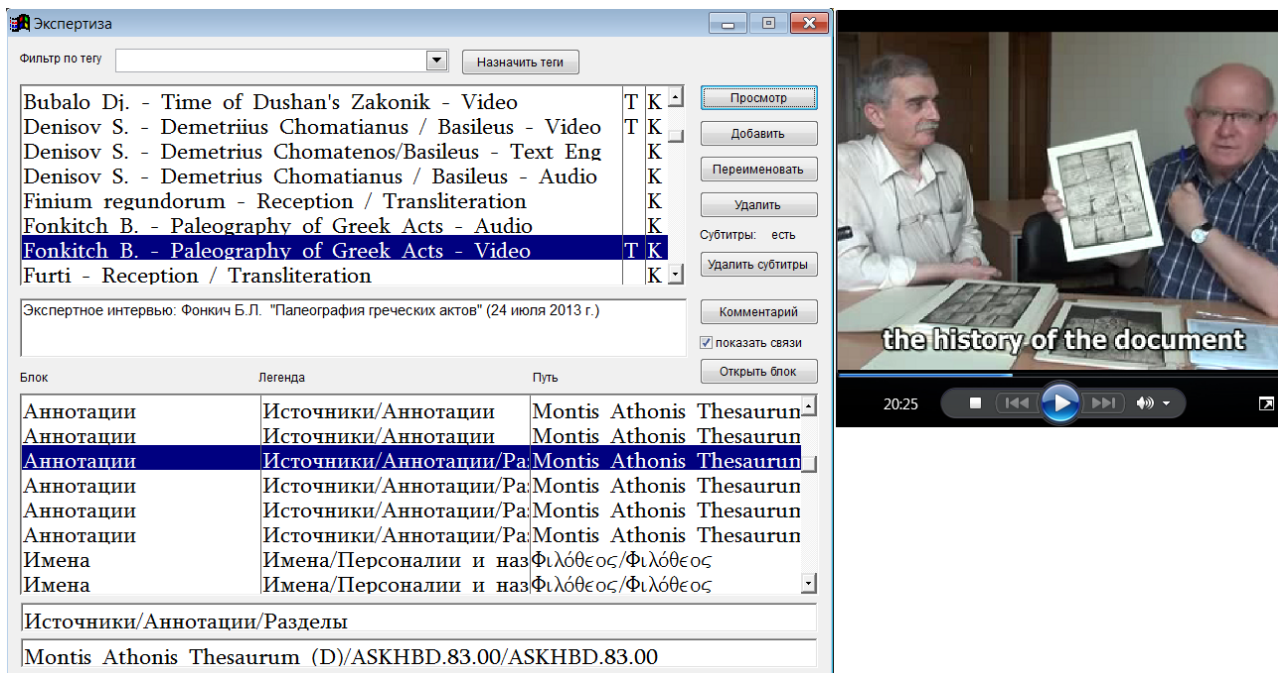 Экспертиза
Фильтр по тегу
Назначить теги
Bubalo Dj. - Time of Dushan's Zakonik - Video T K
Denisov S. - Demetriius Chomatianus / Basileus - Video T K
Denisov S. - Demetrius Chomatenos/Basileus - Text Eng K
Denisov S. - Demetrius Chomatianus / Basileus - Audio K
Finium regundorum - Reception / Transliteration K
Fonkitch B. - Paleography of Greek Acts - Audio K
Fonkitch B. - Paleography of Greek Acts - Video T K
Furti - Reception / Transliteration K
Просмотр
Добавить
Переименовать
Удалить
Субтитры: есть
Удалить субтитры
Экспертное интервью: Фонкич Б.Л. "Палеография греческих актов" (24 июля 2013 г.)
Комментарий
показать связи
Открыть блок
Блок Легенда Путь
Аннотации Источники/Аннотации Montis Athonis Thesaurum
Аннотации Источники/Аннотации Montis Athonis Thesaurum
Аннотации Источники/Аннотации/Ра Montis Athonis Thesaurum
Аннотации Источники/Аннотации/Ра Montis Athonis Thesaurum
Аннотации Источники/Аннотации/Ра Montis Athonis Thesaurum
Аннотации Источники/Аннотации/Ра Montis Athonis Thesaurum
Имена Имена/Персоналии и наз Φιλόθεος/Φιλόθεος
Имена Имена/Персоналии и наз Φιλόθεος/Φιλόθεος
Источники/Аннотации/Разделы
Montis Athonis Thesaurum (D)/ASKHBD.83.00/ASKHBD.83.00
the history of the document
20:25